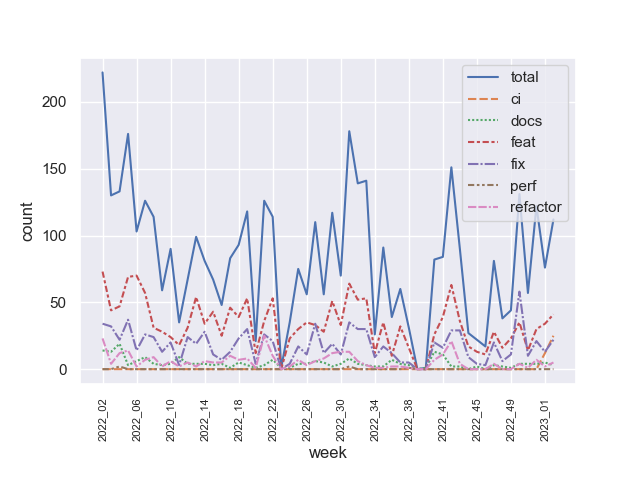 200
150
100
50
0
count
total
ci
docs
feat
fix
perf
refactor
2022_02
2022_06
2022_10
2022_14
2022_18
2022_22
2022_26
2022_30
2022_34
2022_38
2022_41
2022_45
2022_49
2023_01
week